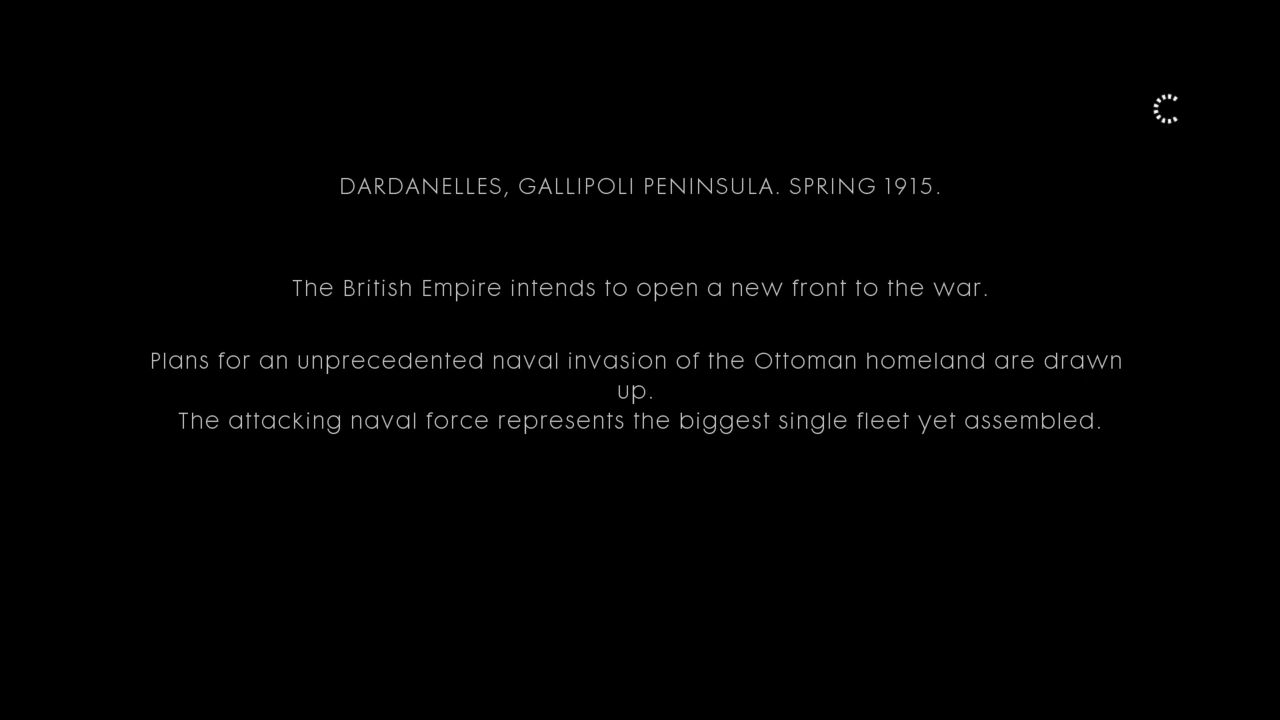 DARDANELLES, GALLIPOLI PENINSULA. SPRING 1915.
The British Empire intends to open a new front to the war.
Plans for an unprecedented naval invasion of the Ottoman homeland are drawn
up.
The attacking naval force represents the biggest single fleet yet assembled.